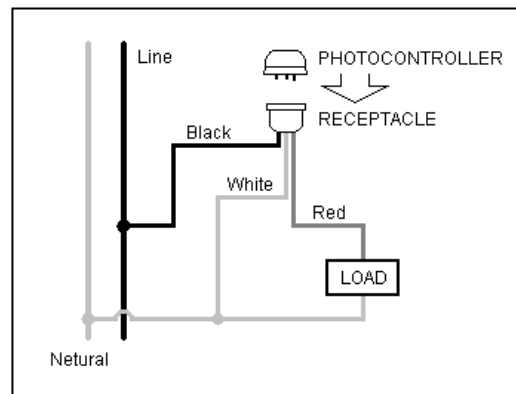 Line
PHOTOCONTROLLER
RECEPTACLE
Black
White
Red
LOAD
Netural